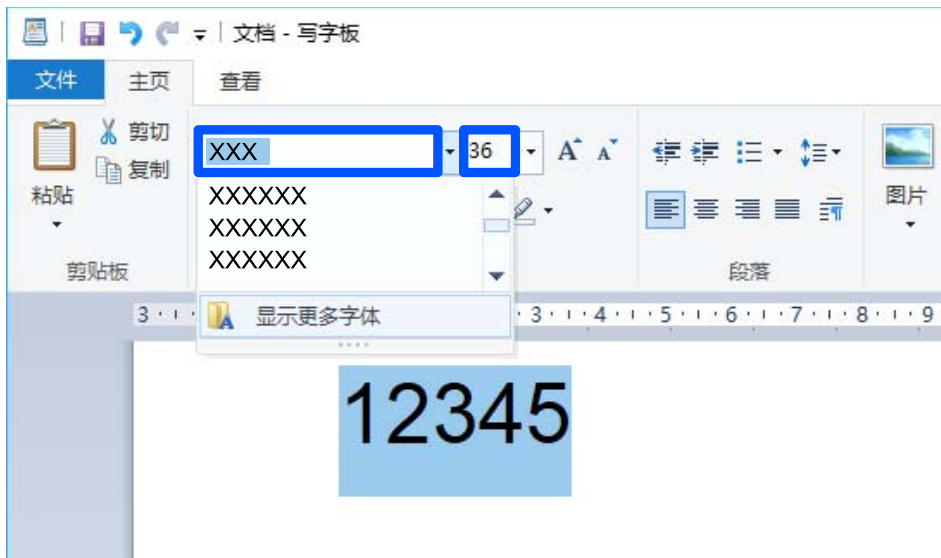 文档 - 写字板
文件 主页 查看
剪切
复制
粘贴
剪贴板
XXX
36
A A
XXXXXX
XXXXXX
XXXXXX
显示更多字体
段落
图片
3 3 4 5 6 7 8 9
12345